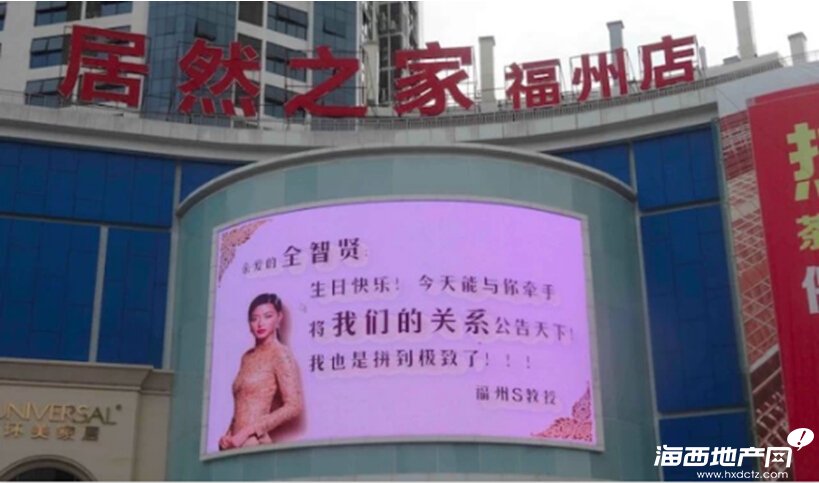 居然之家 福州店
亲爱的 全智贤：
生日快乐！今天能与你牵手
将我们的关系公告天下！
我也是拼到极致了！！！
福州S教授
UNIVERSAL®
环美家居
热
茶
海西地产网!
www.hxdctz.com